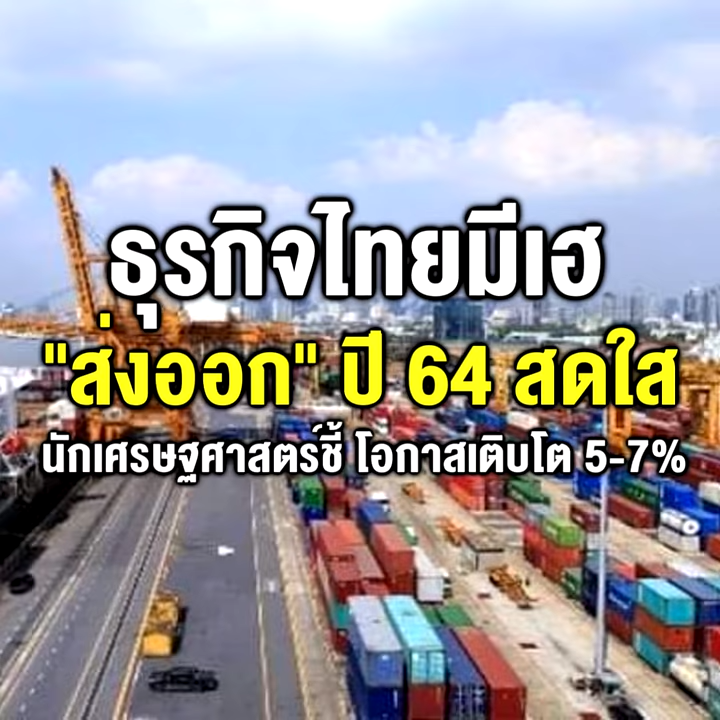 ธุรกิจไทยมีเฮ
"ส่งออก" ปี 64 สดใส
นักเศรษฐศาสตร์ชี้ โอกาสเติบโต 5-7%